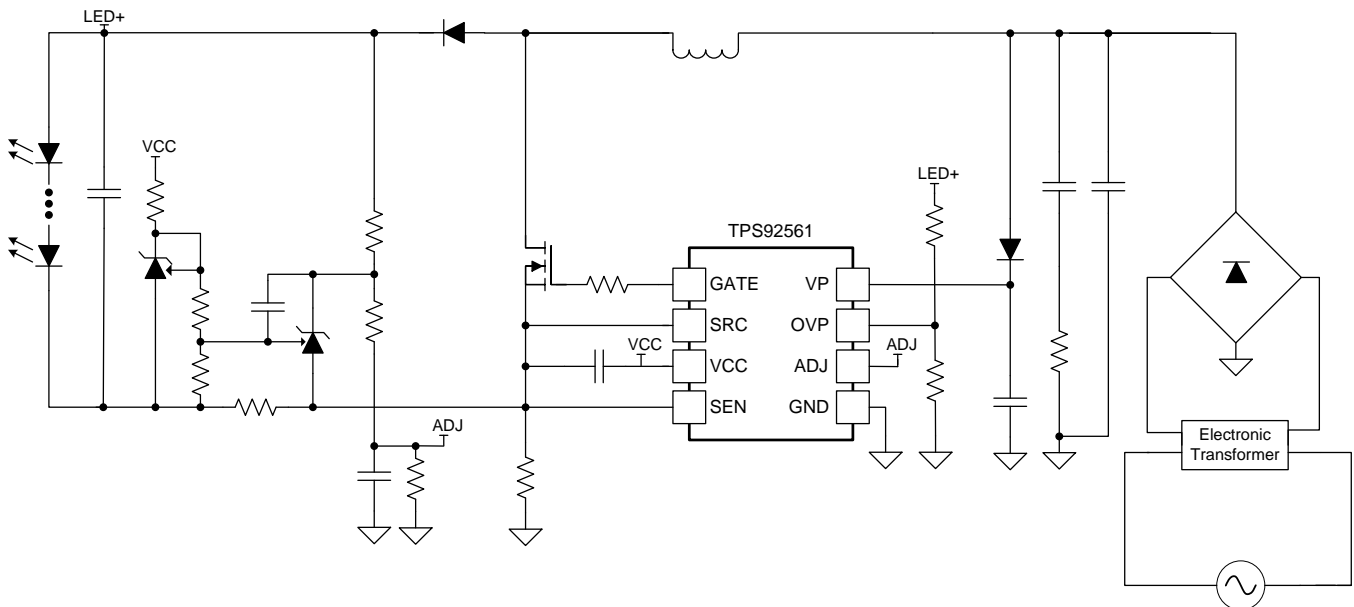 LED+
VCC
LED+
TPS92561
GATE
VP
SRC
OVP
VCC
VCC
ADJ
ADJ
SEN
GND
ADJ
Electronic
Transformer